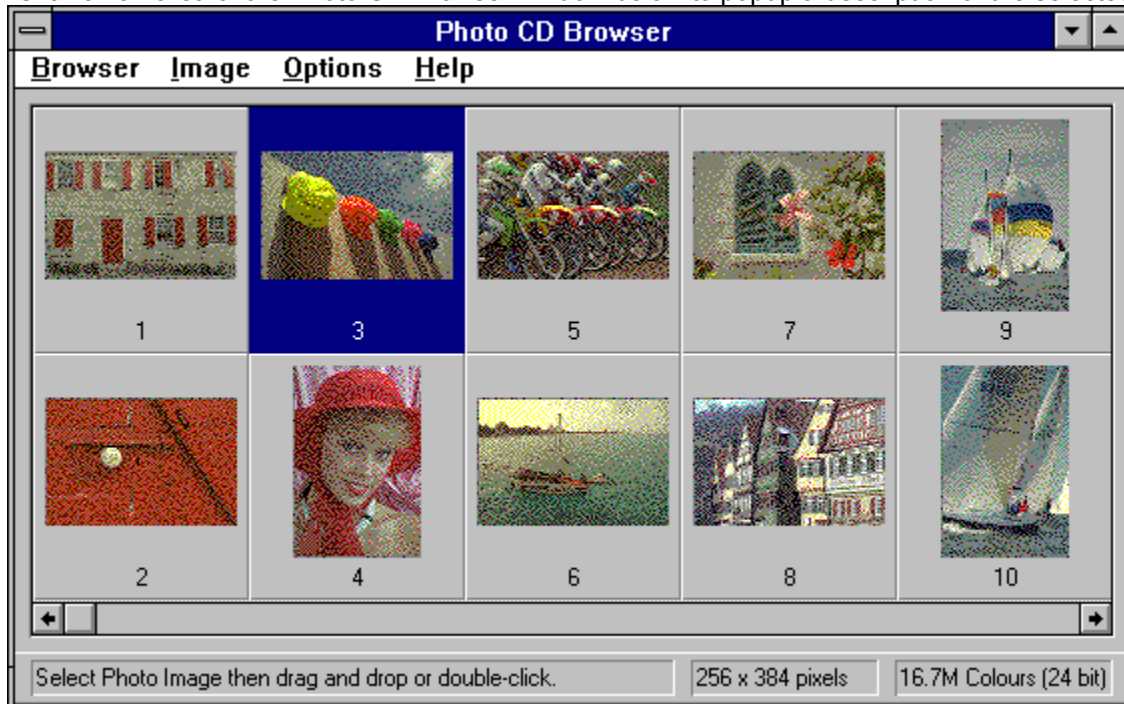 Photo CD Browser
Browser Image Options Help
1 3 5 7 9
2 4 6 8 10
Select Photo Image then drag and drop or double-click. 256 x 384 pixels 16.7M Colours (24 bit)